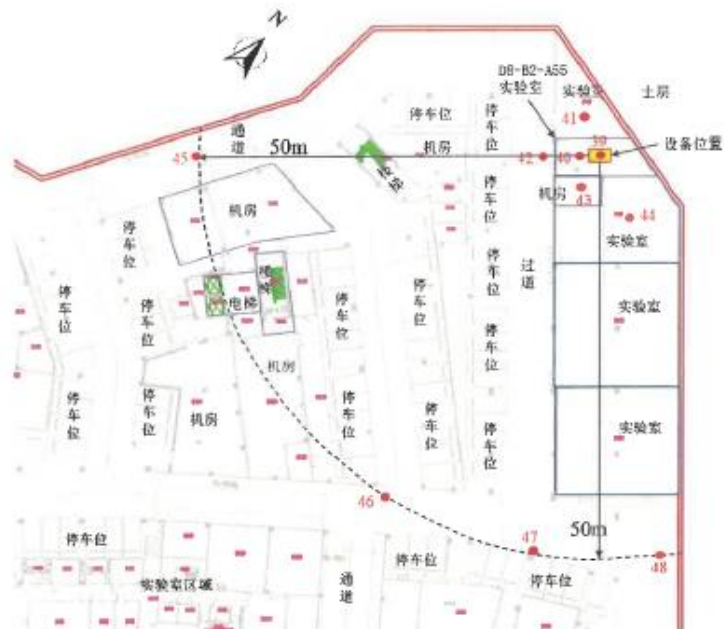 N
D8-B2-A55
实验室
实验室
土层
41
停车位
停车位
通道
45
50m
机房
42
40
39
设备位置
楼梯
机房
43
44
实验室
停车位
机房
停车位
停车位
过道
停车位
楼梯
电梯
停车位
停车位
停车位
停车位
实验室
机房
停车位
停车位
停车位
停车位
机房
停车位
停车位
实验室
46
50m
47
48
停车位
停车位
停车位
通道
实验室区域